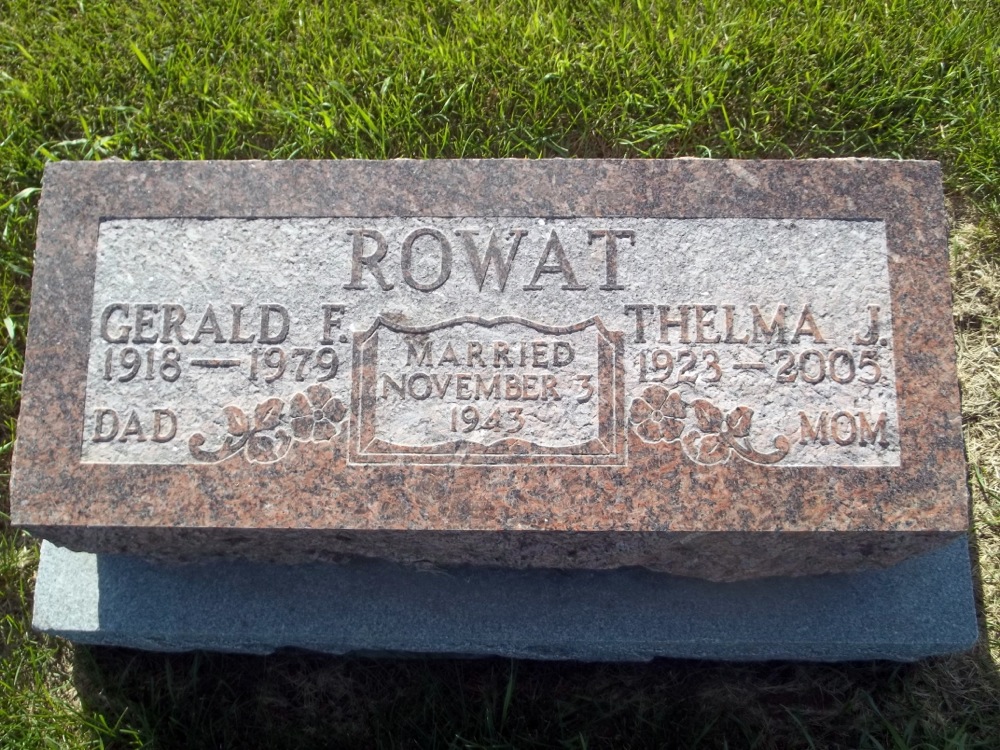 ROWAT
GERALD F.
1918 — 1979
DAD
MARRIED
NOVEMBER 3
1943
THELMA J.
1923 — 2005
MOM